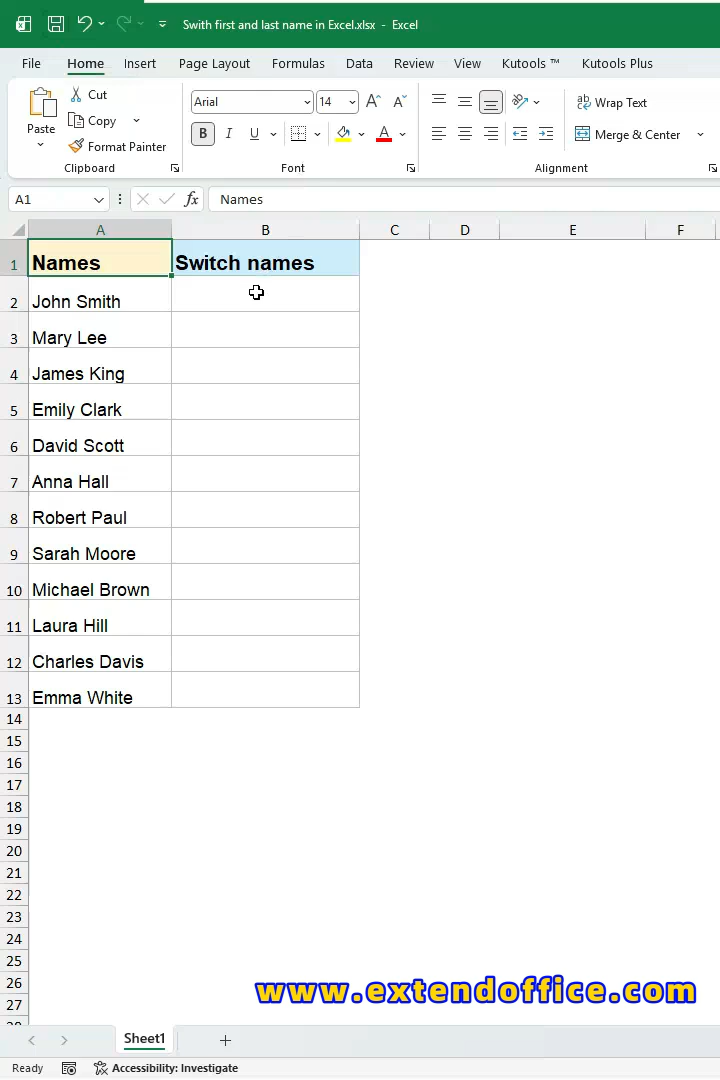 Swith first and last name in Excel.xlsx - Excel
File Home Insert Page Layout Formulas Data Review View Kutools ™ Kutools Plus
Paste
Cut
Copy
Format Painter
Clipboard
Arial 14 A A
B I U A
Font
ab Wrap Text
Merge & Center
Alignment
A1 fx Names
A B C D E F
1 Names Switch names
2 John Smith
3 Mary Lee
4 James King
5 Emily Clark
6 David Scott
7 Anna Hall
8 Robert Paul
9 Sarah Moore
10 Michael Brown
11 Laura Hill
12 Charles Davis
13 Emma White
14
15
16
17
18
19
20
21
22
23
24
25
26
27
www.extendoffice.com
Sheet1
Ready Accessibility: Investigate